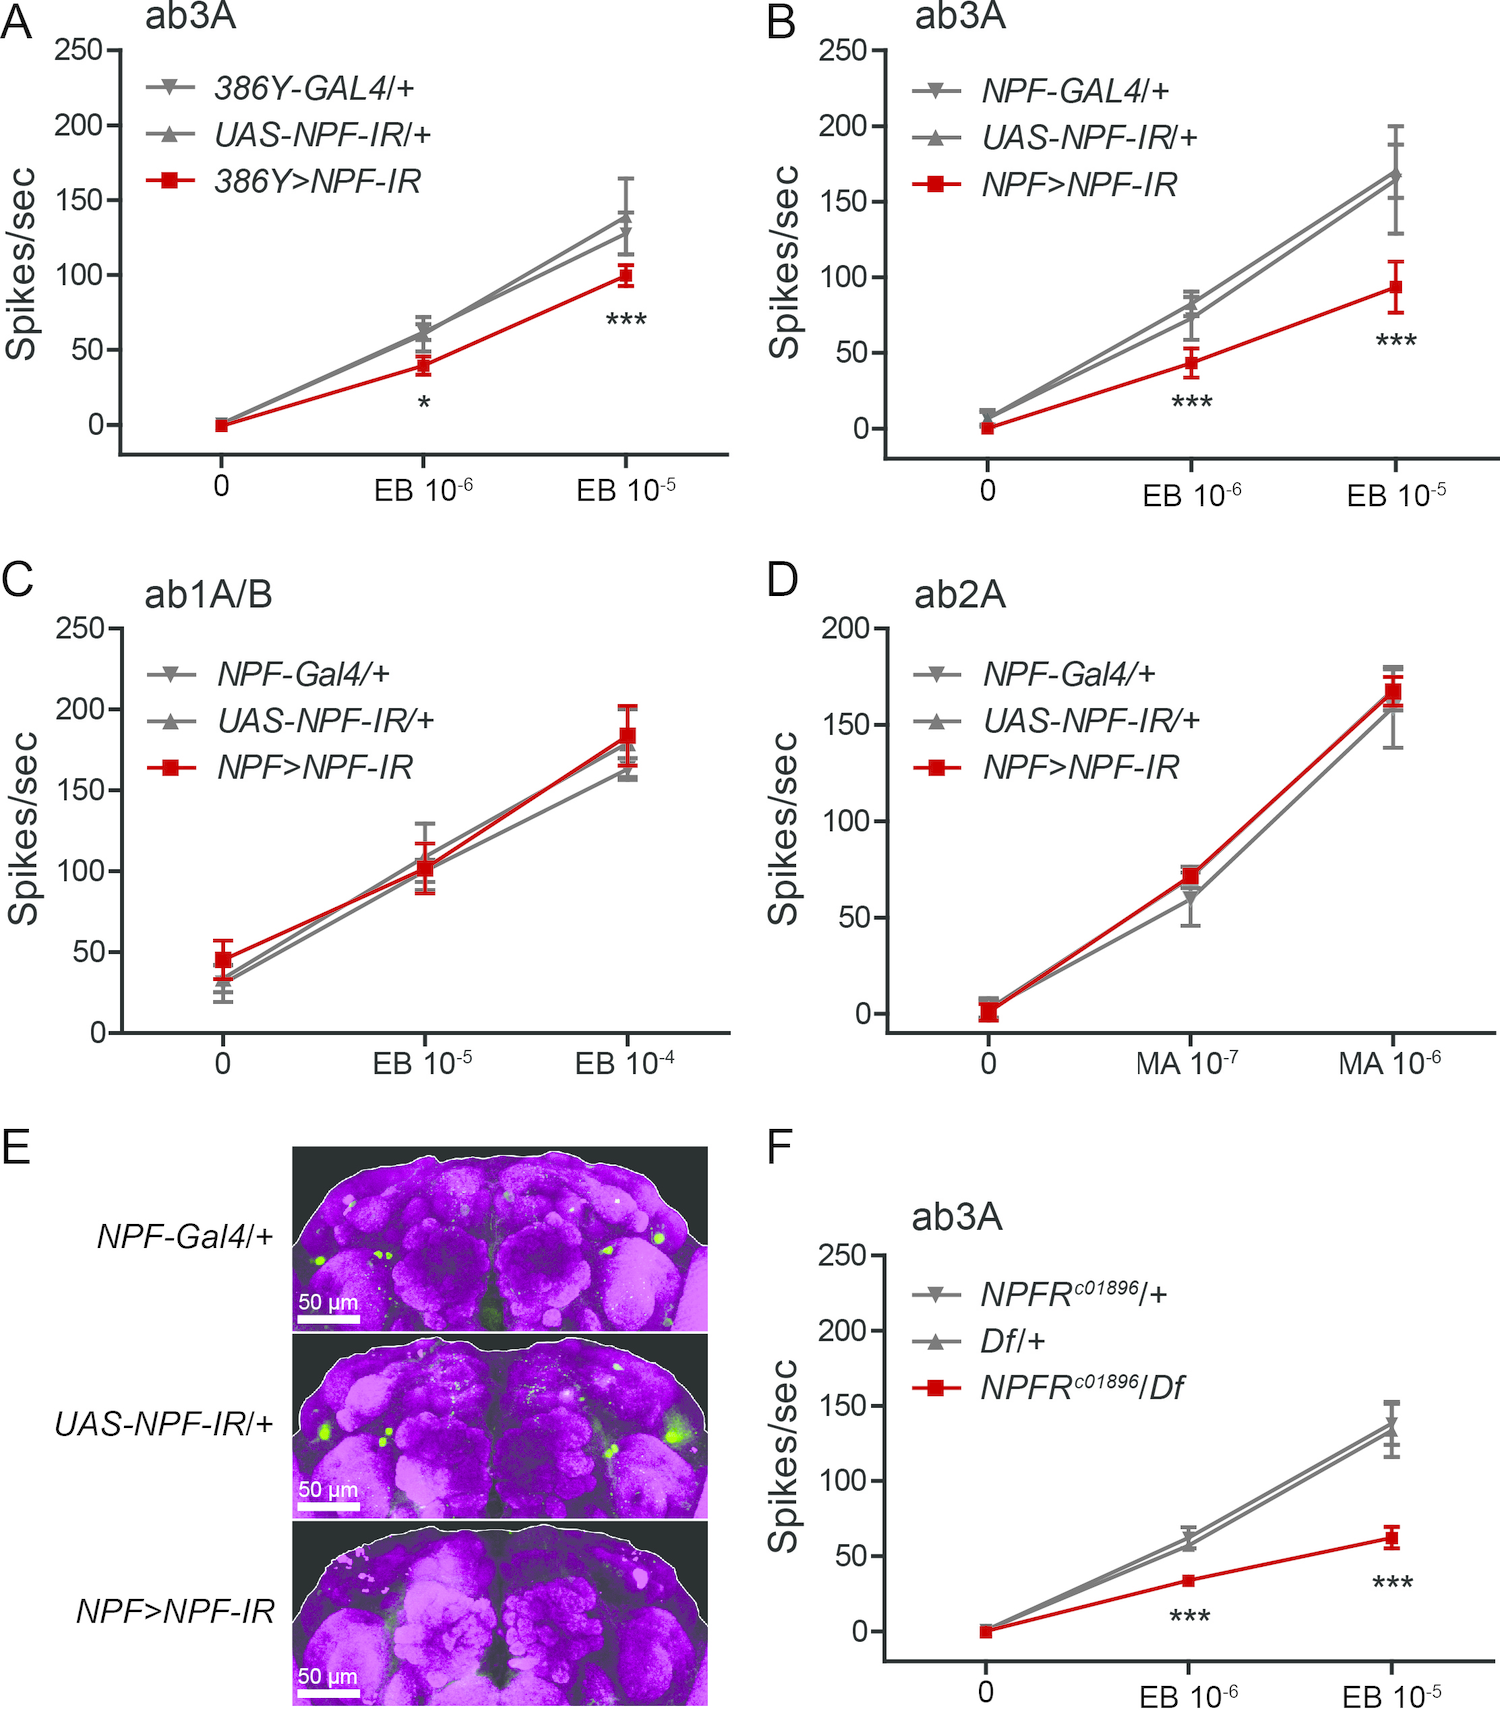 A
ab3A
250
200
150
100
50
0
Spikes/sec
386Y-GAL4/+
UAS-NPF-IR/+
386Y>NPF-IR
*
***
0
EB 10-6
EB 10-5
B
ab3A
250
200
150
100
50
0
Spikes/sec
NPF-GAL4/+
UAS-NPF-IR/+
NPF>NPF-IR
***
***
0
EB 10-6
EB 10-5
C
ab1A/B
250
200
150
100
50
0
Spikes/sec
NPF-Gal4/+
UAS-NPF-IR/+
NPF>NPF-IR
0
EB 10-5
EB 10-4
D
ab2A
200
150
100
50
0
Spikes/sec
NPF-Gal4/+
UAS-NPF-IR/+
NPF>NPF-IR
0
MA 10-7
MA 10-6
E
NPF-Gal4/+
50 µm
UAS-NPF-IR/+
50 µm
NPF>NPF-IR
50 µm
F
ab3A
250
200
150
100
50
0
Spikes/sec
NPFRc01896/+
Df/+
NPFRc01896/Df
***
***
0
EB 10-6
EB 10-5